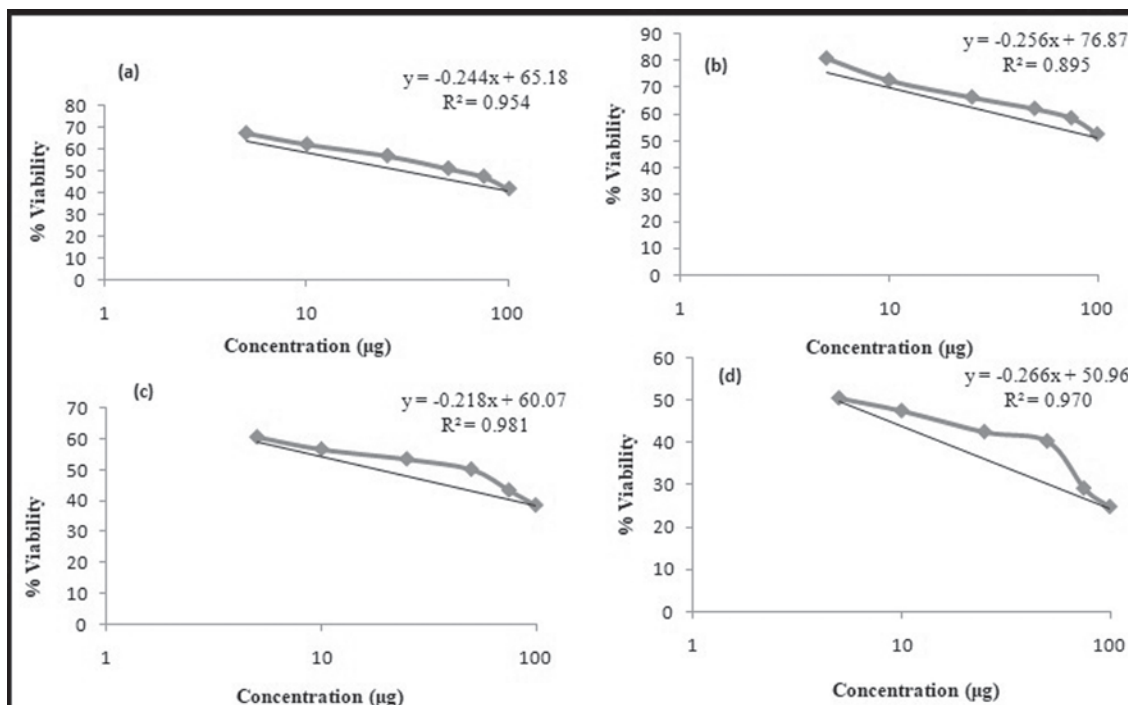 (a)
y = -0.244x + 65.18
R² = 0.954
80
70
60
50
40
30
20
10
0
% Viability
1
10
100
Concentration (µg)
(b)
y = -0.256x + 76.87
R² = 0.895
90
80
70
60
50
40
30
20
10
0
% Viability
1
10
100
Concentration (µg)
(c)
y = -0.218x + 60.07
R² = 0.981
70
60
50
40
30
20
10
0
% Viability
1
10
100
Concentration (µg)
(d)
y = -0.266x + 50.96
R² = 0.970
60
50
40
30
20
10
0
% Viability
1
10
100
Concentration (µg)